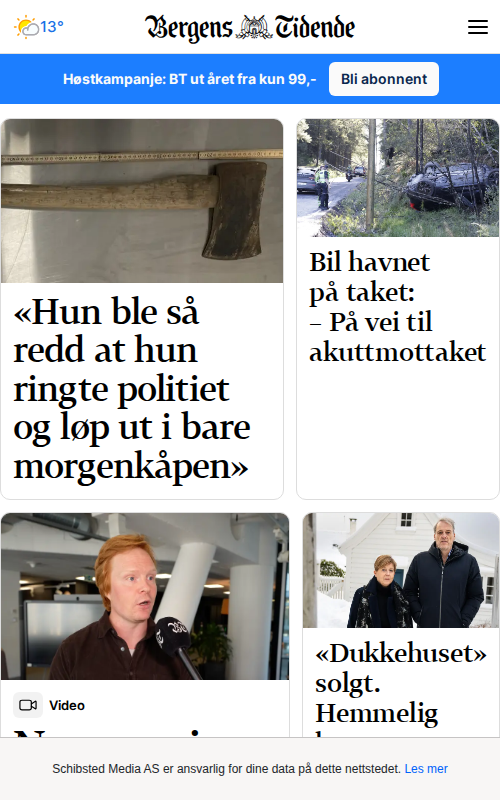 13°
Bergens Tidende
Høstkampanje: BT ut året fra kun 99,-
Bli abonnent
«Hun ble så
redd at hun
ringte politiet
og løp ut i bare
morgenkåpen»
Bil havnet
på taket:
– På vei til
akuttmottaket
Video
«Dukkehuset»
solgt.
Hemmelig
Schibsted Media AS er ansvarlig for dine data på dette nettstedet. Les mer